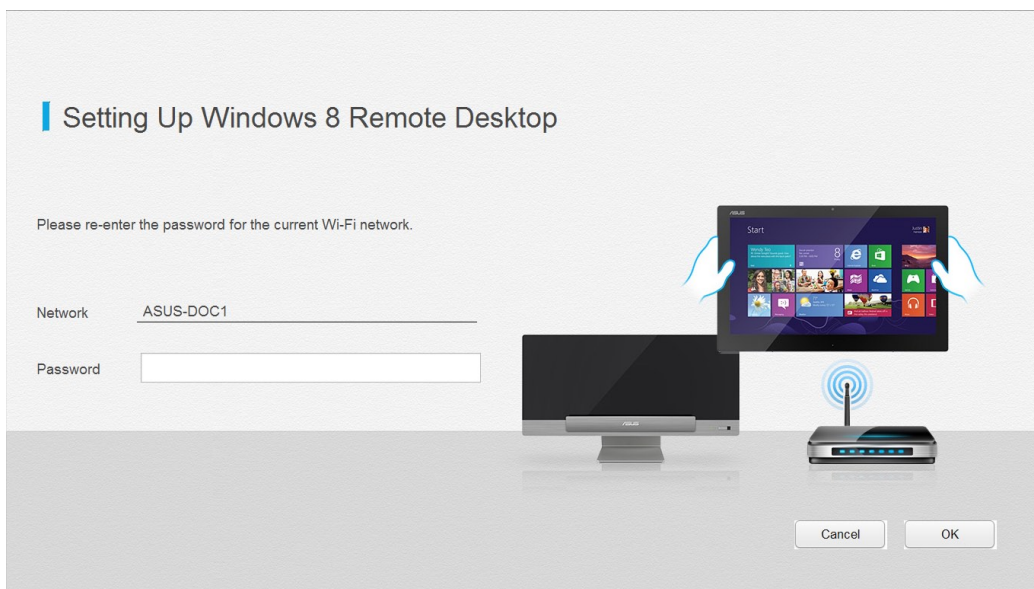 Setting Up Windows 8 Remote Desktop
Please re-enter the password for the current Wi-Fi network.
Network
ASUS-DOC1
Password
ASUS
Start
ASUS
Cancel
OK